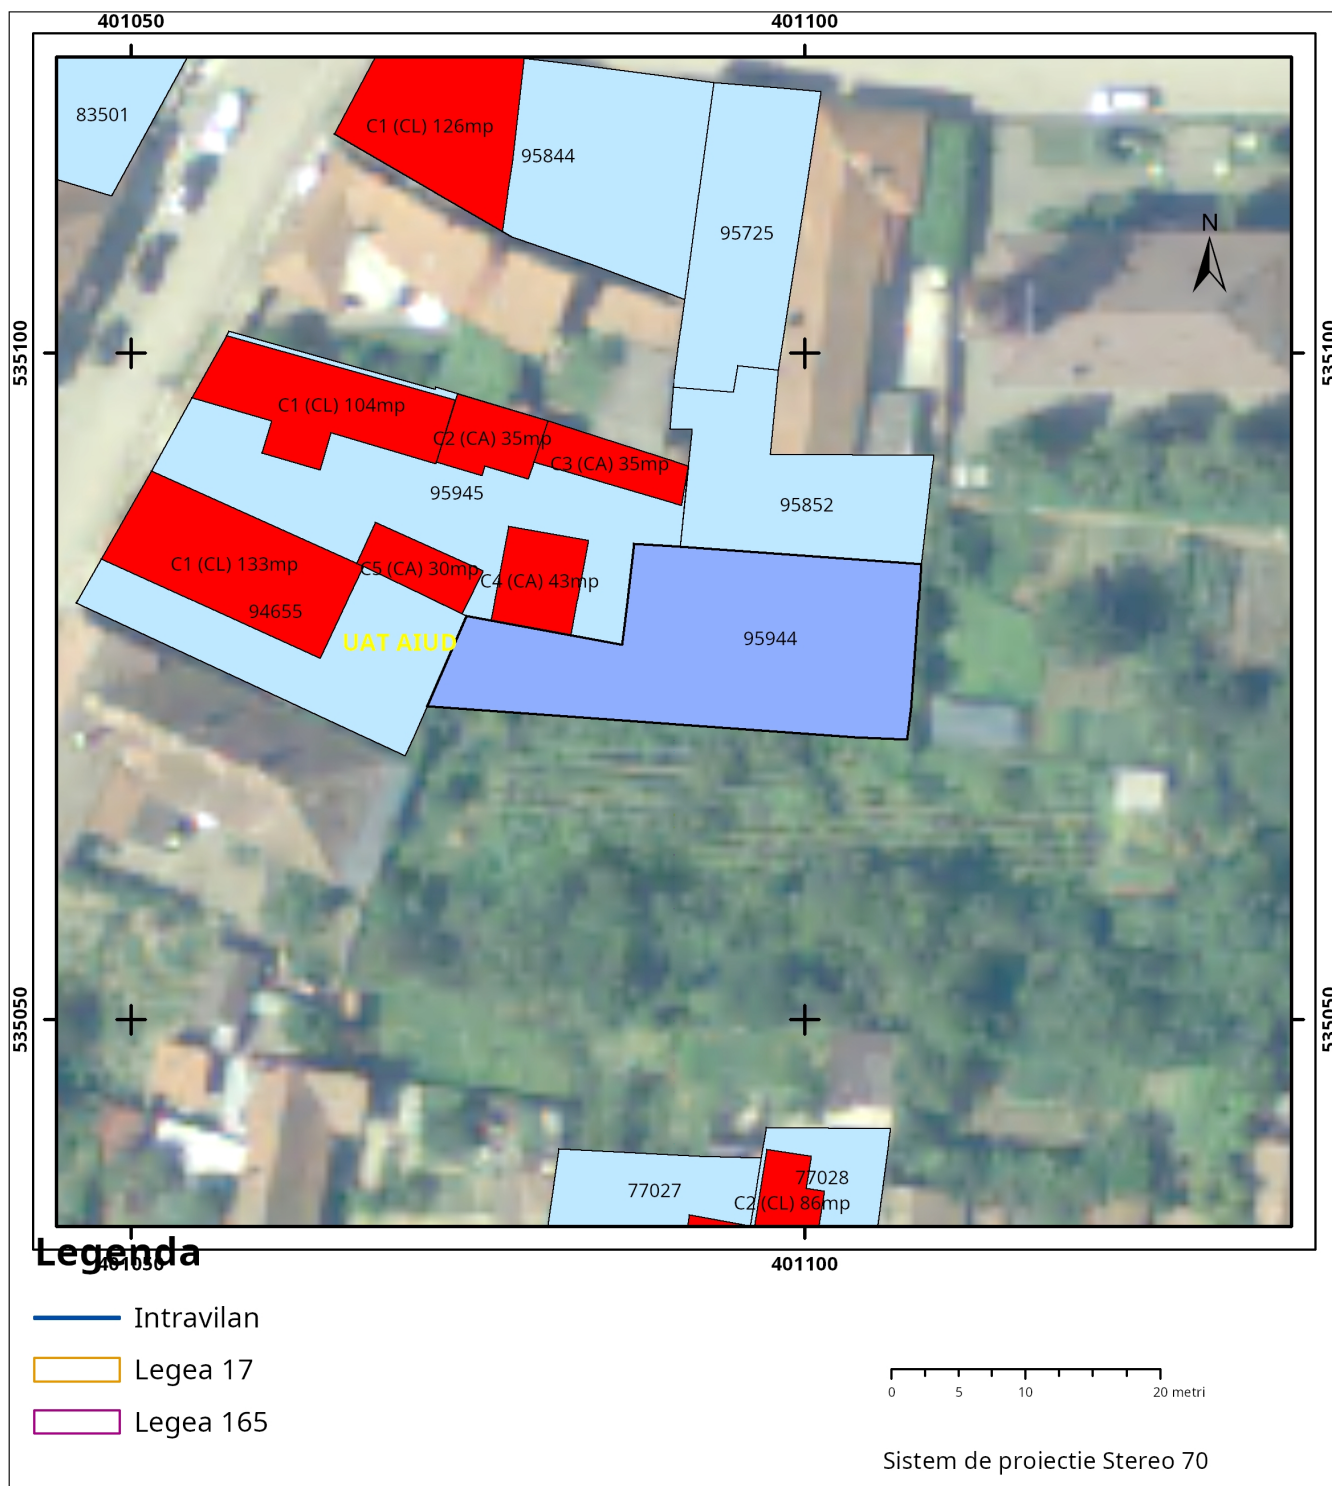 401050
401100
83501
C1 (CL) 126mp
95844
95725
N
535100
535100
C1 (CL) 104mp
C2 (CA) 35mp
C3 (CA) 35mp
95945
95852
C1 (CL) 133mp
C5 (CA) 30mp
C4 (CA) 43mp
94655
UAT AIUD
95944
535050
535050
77027
77028
C2 (CL) 86mp
401050
401100
Legenda
Intravilan
Legea 17
Legea 165
0 5 10 20 metri
Sistem de proiectie Stereo 70